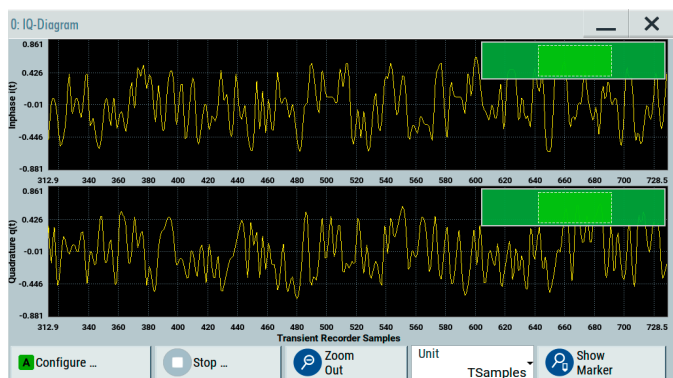 0: IQ-Diagram
Inphase i(t)
0.861
0.426
-0.01
-0.446
-0.881
312.9 340 360 380 400 420 440 460 480 500 520 540 560 580 600 620 640 660 680 700 728.5
Quadrature q(t)
0.861
0.426
-0.01
-0.446
-0.881
312.9 340 360 380 400 420 440 460 480 500 520 540 560 580 600 620 640 660 680 700 728.5
Transient Recorder Samples
A Configure ...
Stop ...
Zoom
Out
Unit
TSamples
Show
Marker